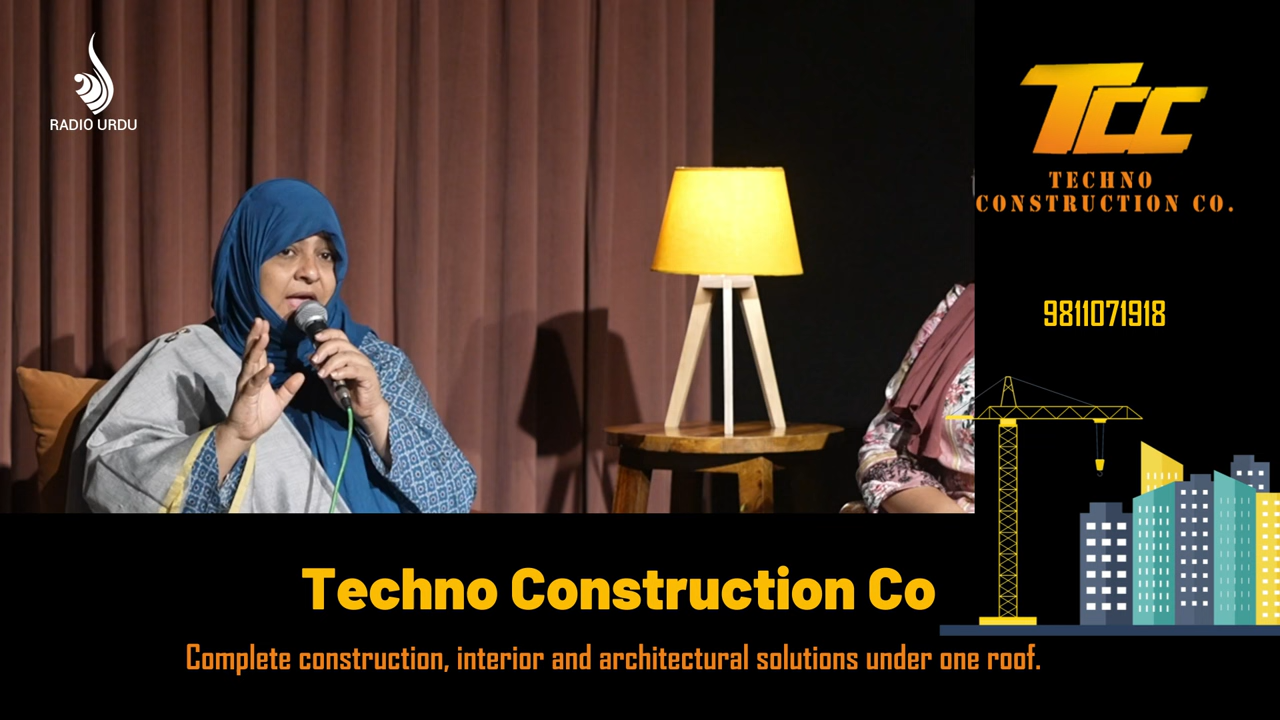 RADIO URDU
TCC
TECHNO
CONSTRUCTION CO.
9811071918
Techno Construction Co
Complete construction, interior and architectural solutions under one roof.